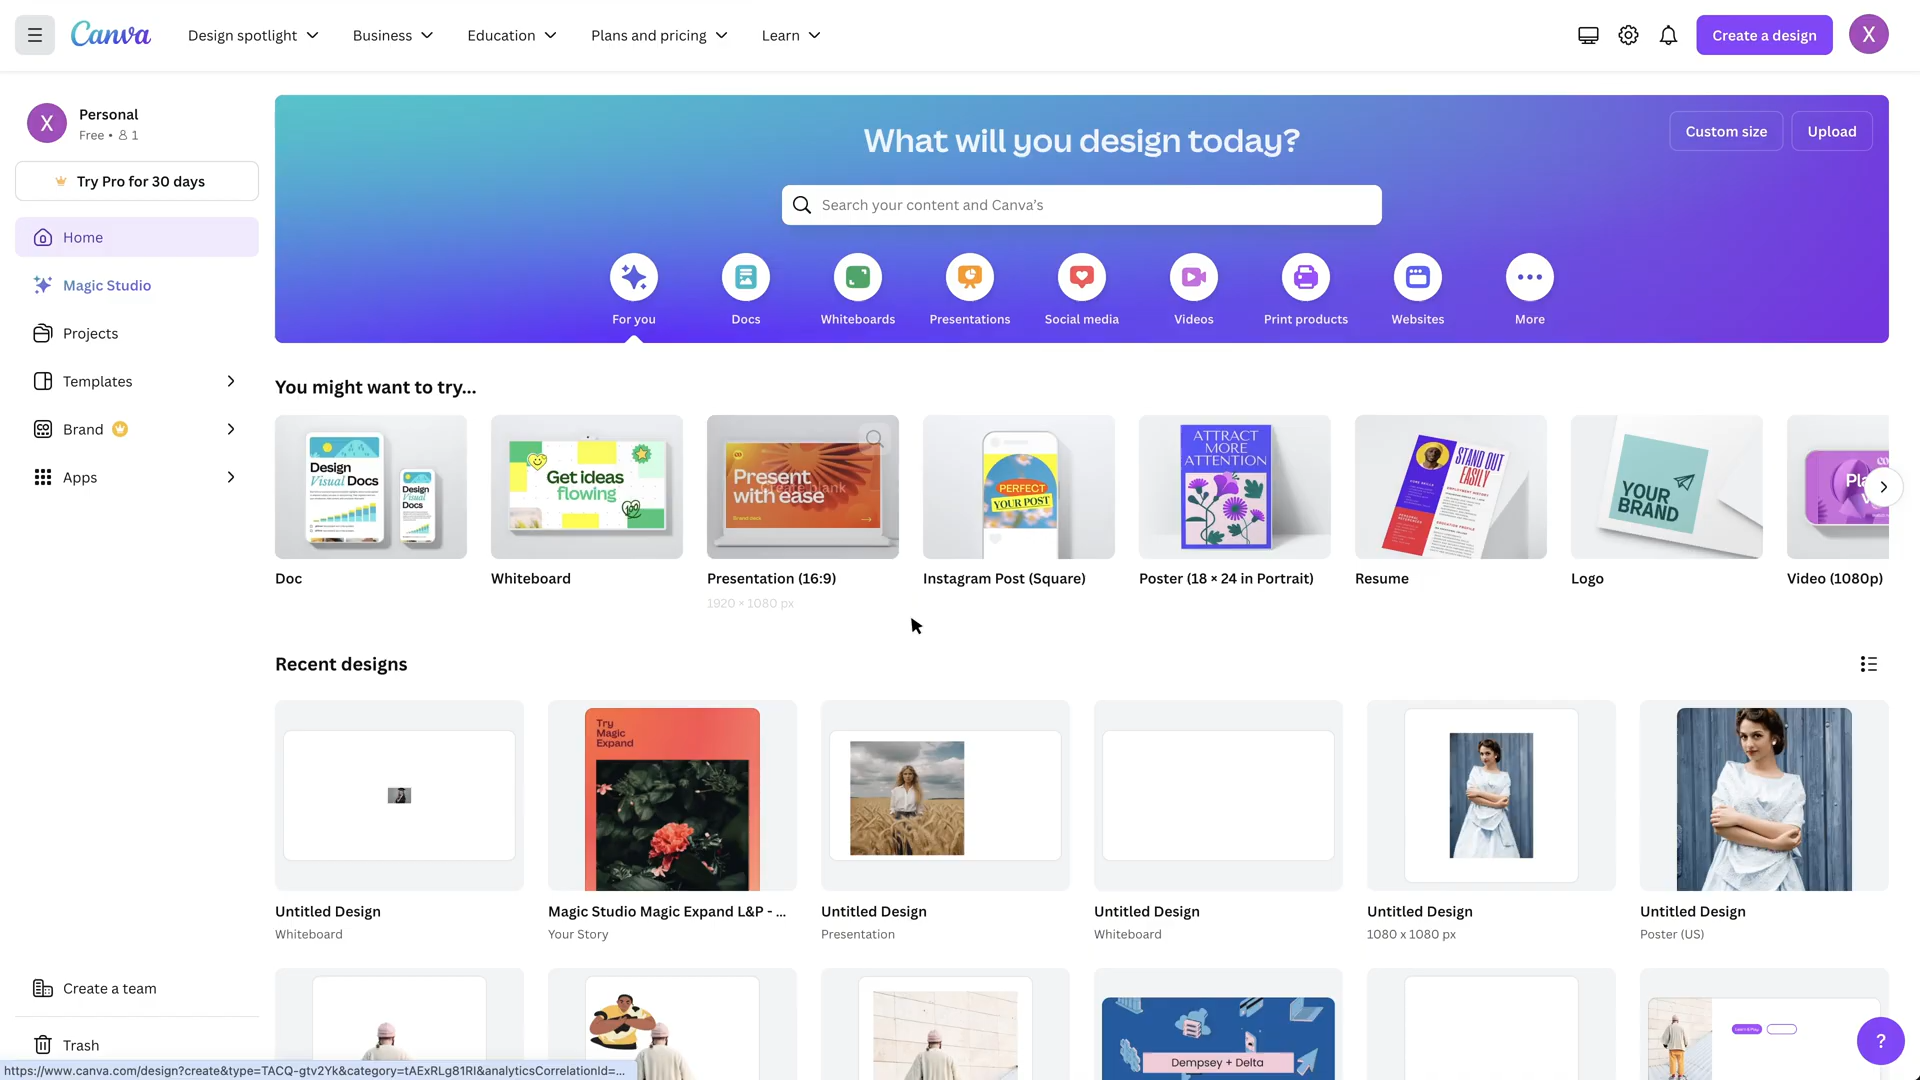 Canva
Design spotlight
Business
Education
Plans and pricing
Learn
Create a design
X
X
Personal
Free • 1
Try Pro for 30 days
Home
Magic Studio
Projects
Templates
Brand
Apps
What will you design today?
Custom size
Upload
Search your content and Canva's
For you
Docs
Whiteboards
Presentations
Social media
Videos
Print products
Websites
More
You might want to try...
Design
Visual Docs
Design
Visual
Docs
Get ideas
flowing
100
Present
with ease
Create blank
Brand deck
PERFECT
YOUR POST
ATTRACT
MORE
ATTENTION
STAND OUT
EASILY
YOUR
BRAND
Doc
Whiteboard
Presentation (16:9)
1920 × 1080 px
Instagram Post (Square)
Poster (18 × 24 in Portrait)
Resume
Logo
Video (1080p)
Recent designs
Try
Magic
Expand
Untitled Design
Whiteboard
Magic Studio Magic Expand L&P - ...
Your Story
Untitled Design
Presentation
Untitled Design
Whiteboard
Untitled Design
1080 x 1080 px
Untitled Design
Poster (US)
Dempsey + Delta
Create a team
Trash
?
https://www.canva.com/design?create&type=TACQ-gtv2Yk&category=tAExRLg81RI&analyticsCorrelationId=...